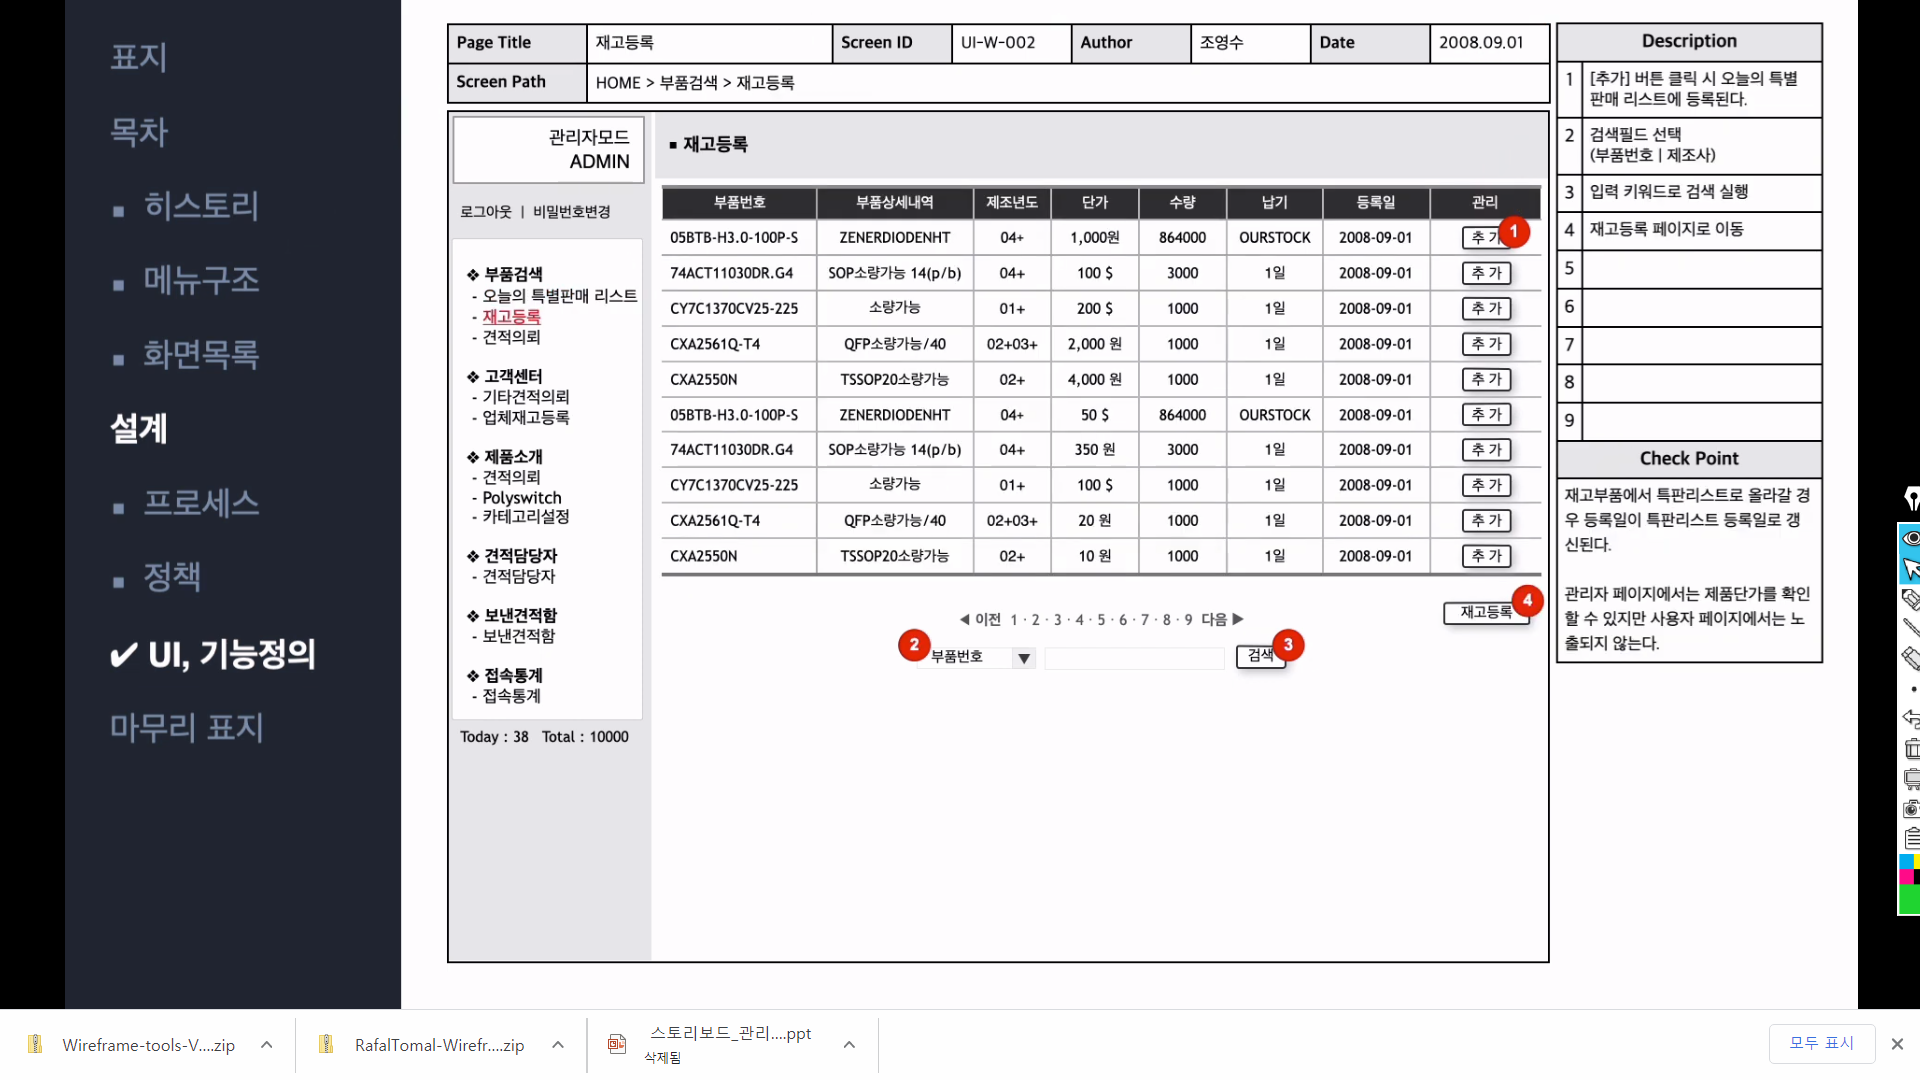 표지
목차
▪ 히스토리
▪ 메뉴구조
▪ 화면목록
설계
▪ 프로세스
▪ 정책
✔ UI, 기능정의
마무리 표지
Page Title 재고등록 Screen ID UI-W-002 Author 조영수 Date 2008.09.01
Screen Path HOME > 부품검색 > 재고등록
관리자모드
ADMIN
로그아웃 | 비밀번호변경
❖ 부품검색
- 오늘의 특별판매 리스트
- 재고등록
- 견적의뢰
❖ 고객센터
- 기타견적의뢰
- 업체재고등록
❖ 제품소개
- 견적의뢰
- Polyswitch
- 카테고리설정
❖ 견적담당자
- 견적담당자
❖ 보낸견적함
- 보낸견적함
❖ 접속통계
- 접속통계
Today : 38 Total : 10000
▪ 재고등록
부품번호 부품상세내역 제조년도 단가 수량 납기 등록일 관리
05BTB-H3.0-100P-S ZENERDIODENHT 04+ 1,000원 864000 OURSTOCK 2008-09-01 추 가 1
74ACT11030DR.G4 SOP소량가능 14(p/b) 04+ 100 $ 3000 1일 2008-09-01 추 가
CY7C1370CV25-225 소량가능 01+ 200 $ 1000 1일 2008-09-01 추 가
CXA2561Q-T4 QFP소량가능/40 02+03+ 2,000 원 1000 1일 2008-09-01 추 가
CXA2550N TSSOP20소량가능 02+ 4,000 원 1000 1일 2008-09-01 추 가
05BTB-H3.0-100P-S ZENERDIODENHT 04+ 50 $ 864000 OURSTOCK 2008-09-01 추 가
74ACT11030DR.G4 SOP소량가능 14(p/b) 04+ 350 원 3000 1일 2008-09-01 추 가
CY7C1370CV25-225 소량가능 01+ 100 $ 1000 1일 2008-09-01 추 가
CXA2561Q-T4 QFP소량가능/40 02+03+ 20 원 1000 1일 2008-09-01 추 가
CXA2550N TSSOP20소량가능 02+ 10 원 1000 1일 2008-09-01 추 가
◀ 이전 1 · 2 · 3 · 4 · 5 · 6 · 7 · 8 · 9 다음 ▶
재고등록 4
2 부품번호 ▼ 검색 3
Description
1 [추가] 버튼 클릭 시 오늘의 특별
판매 리스트에 등록된다.
2 검색필드 선택
(부품번호 | 제조사)
3 입력 키워드로 검색 실행
4 재고등록 페이지로 이동
5
6
7
8
9
Check Point
재고부품에서 특판리스트로 올라갈 경
우 등록일이 특판리스트 등록일로 갱
신된다.
관리자 페이지에서는 제품단가를 확인
할 수 있지만 사용자 페이지에서는 노
출되지 않는다.
Wireframe-tools-V....zip
RafalTomal-Wirefr....zip
스토리보드_관리....ppt
삭제됨
모두 표시